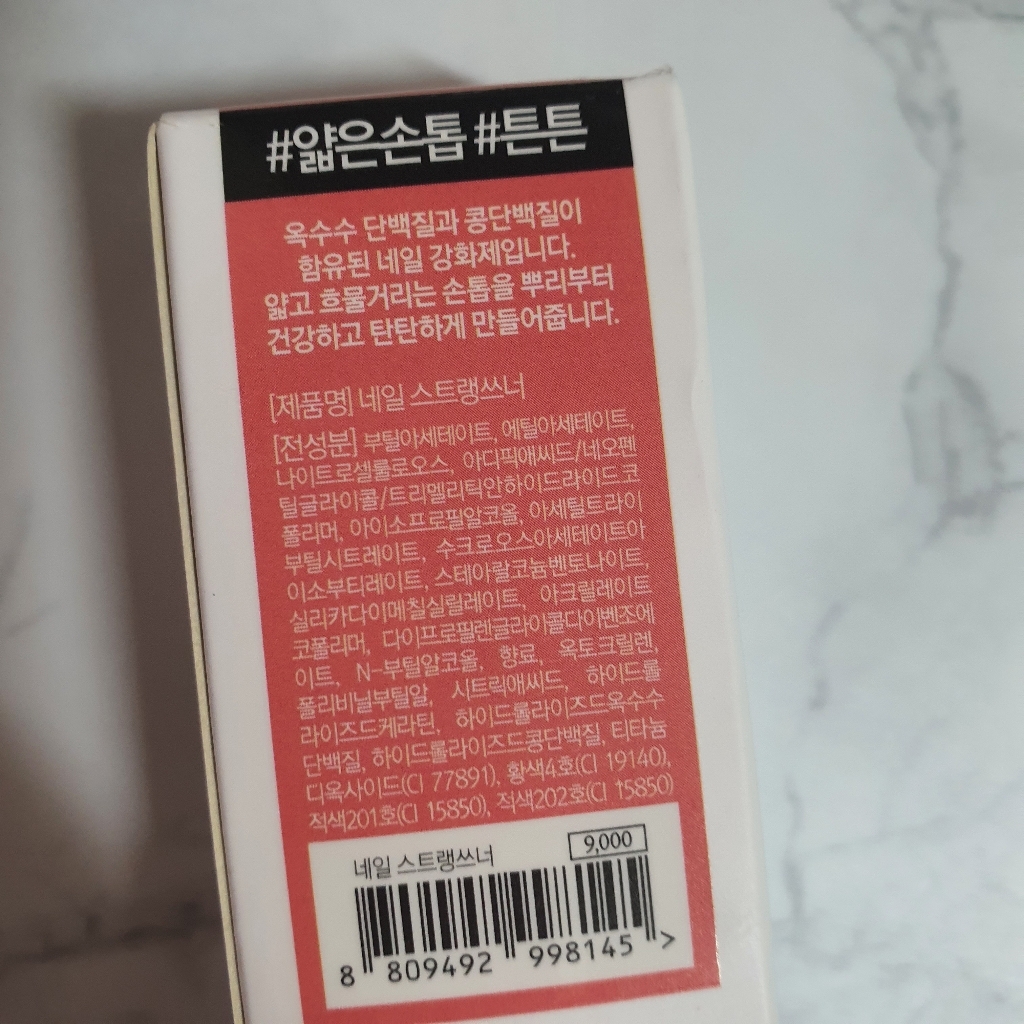 #얇은손톱 #튼튼
옥수수 단백질과 콩단백질이
함유된 네일 강화제입니다.
얇고 흐물거리는 손톱을 뿌리부터
건강하고 탄탄하게 만들어줍니다.
[제품명] 네일 스트랭쓰너
[전성분] 부틸아세테이트, 에틸아세테이트,
나이트로셀룰로오스, 아디픽애씨드/네오펜
틸글라이콜/트리멜리틱안하이드라이드코
폴리머, 아이소프로필알코올, 아세틸트라이
부틸시트레이트, 수크로오스아세테이트아
이소부티레이트, 스테아랄코늄벤토나이트,
실리카다이메칠실릴레이트, 아크릴레이트
코폴리머, 다이프로필렌글라이콜다이벤조에
이트, N-부틸알코올, 향료, 옥토크릴렌,
폴리비닐부틸알, 시트릭애씨드, 하이드롤
라이즈드케라틴, 하이드롤라이즈드옥수수
단백질, 하이드롤라이즈드콩단백질, 티타늄
디옥사이드(CI 77891), 황색4호(CI 19140),
적색201호(CI 15850), 적색202호(CI 15850)
네일 스트랭쓰너 9,000
8 809492 998145 >